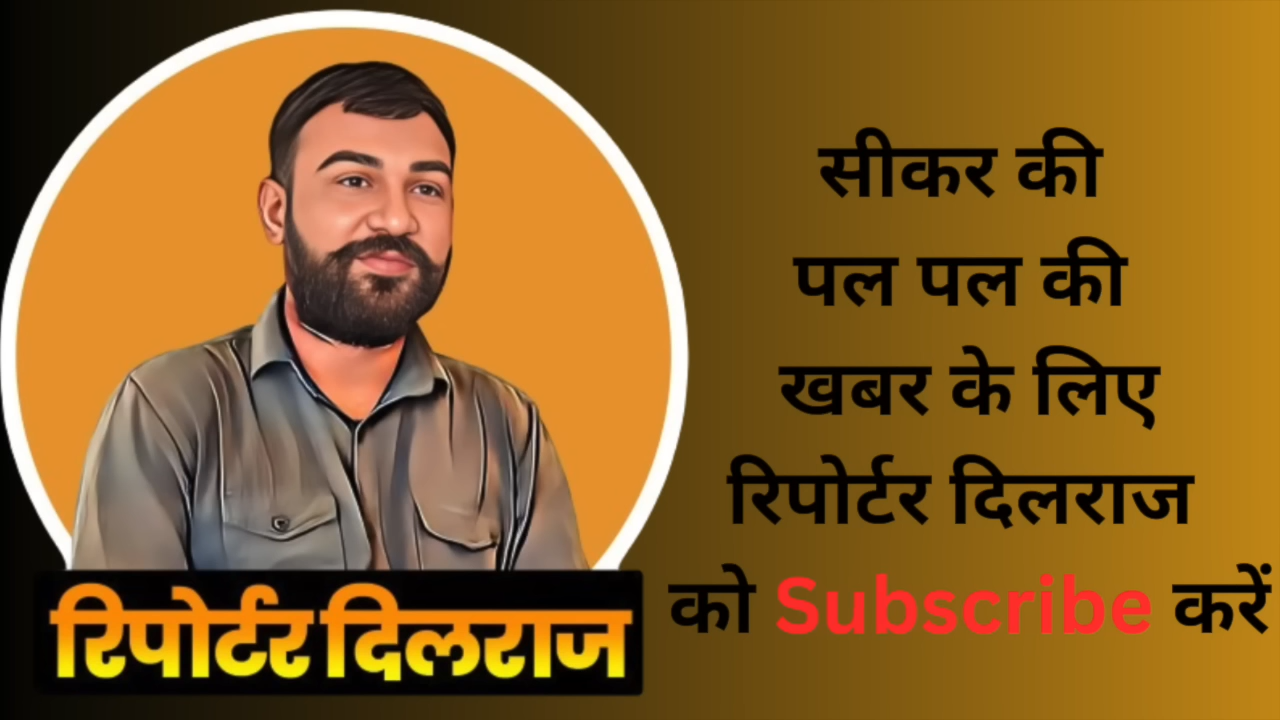 सीकर की
पल पल की
खबर के लिए
रिपोर्टर दिलराज
को Subscribe करें
रिपोर्टर दिलराज